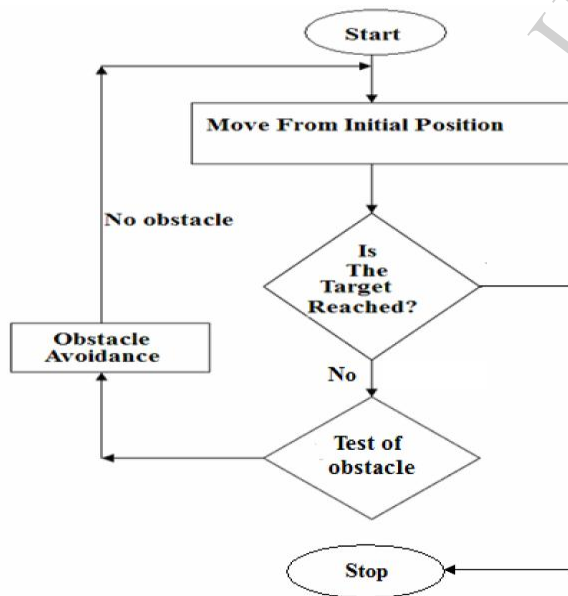 Start
Move From Initial Position
No obstacle
Is
The
Target
Reached?
Obstacle
Avoidance
No
Test of
obstacle
Stop